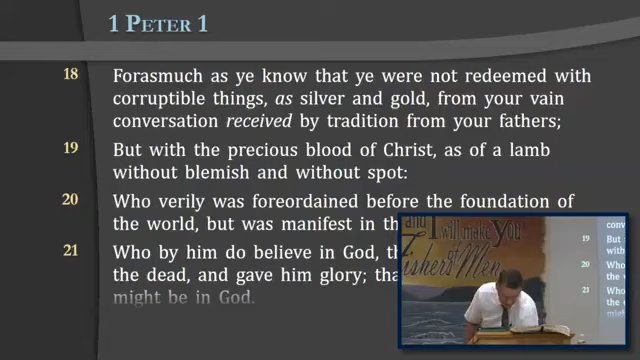 1 PETER 1
18 Forasmuch as ye know that ye were not redeemed with
corruptible things, as silver and gold, from your vain
conversation received by tradition from your fathers;
19 But with the precious blood of Christ, as of a lamb
without blemish and without spot:
20 Who verily was foreordained before the foundation of
the world, but was manifest in
21 Who by him do believe in God,
the dead, and gave him glory;
might be in God.
and I
will make You
of
Fishers Men
19 But
with
20 Who
the
21 Who
the
might